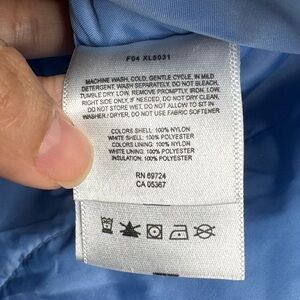 F04 XL5031
MACHINE WASH, COLD, GENTLE CYCLE, IN MILD
DETERGENT, WASH SEPARATELY, DO NOT BLEACH,
TUMBLE DRY, LOW, REMOVE PROMPTLY, IRON, LOW,
RIGHT SIDE ONLY, IF NEEDED, DO NOT DRY CLEAN,
DO NOT STORE WET, DO NOT ALLOW TO SIT IN
WASHER / DRYER, DO NOT USE FABRIC SOFTENER
COLORS SHELL: 100% NYLON
WHITE SHELL: 100% POLYESTER
COLORS LINING: 100% NYLON
WHITE LINING: 100% POLYESTER
INSULATION: 100% POLYESTER
RN 69724
CA 05367